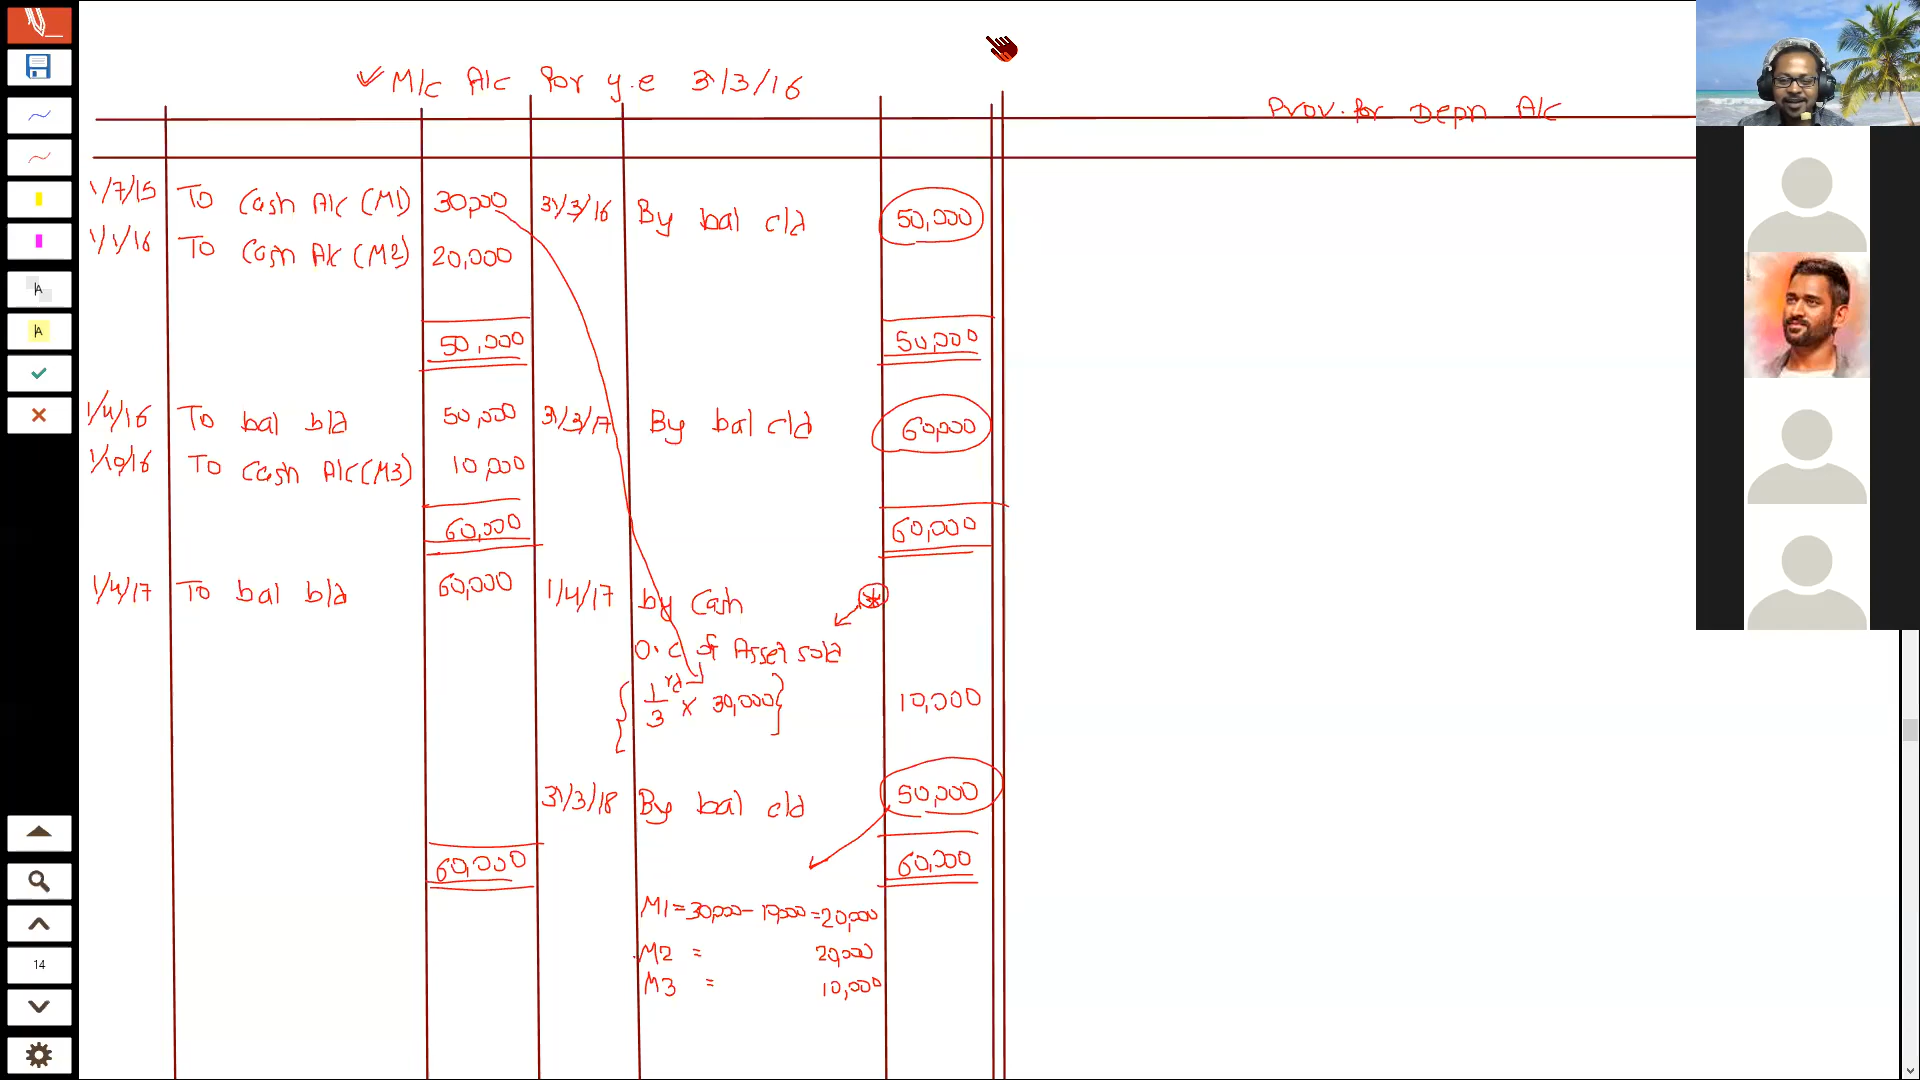 ✓ M/c A/c for y.e 31/3/16
Prov. for Depn A/c
1/7/15 To Cash A/c (M1) 30,000 31/3/16 By bal c/d 50,000
1/1/16 To Cash A/c (M2) 20,000
50,000 50,000
1/4/16 To bal b/d 50,000 31/3/17 By bal c/d 60,000
1/10/16 To Cash A/c (M3) 10,000
60,000 60,000
1/4/17 To bal b/d 60,000 1/4/17 by Cash *
O.C of Asset sold
{ 1/3 rd x 30,000 } 10,000
31/3/18 By bal c/d 50,000
60,000 60,000
M1 = 30,000 - 10,000 = 20,000
M2 = 20,000
M3 = 10,000
14